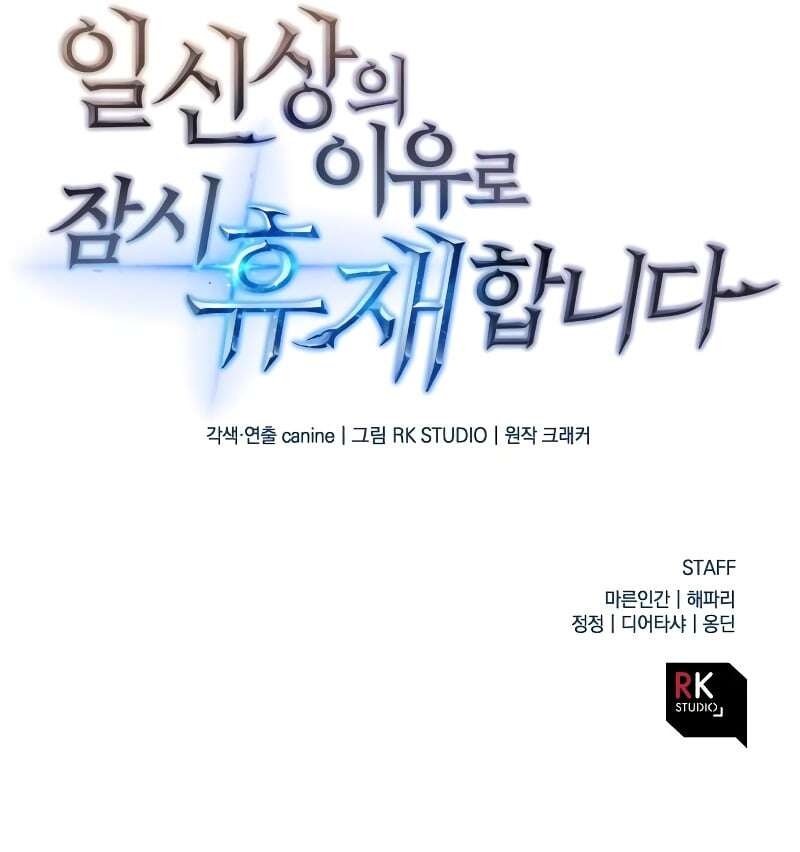 일신상의
이유로
잠시 휴재합니다
각색·연출 canine | 그림 RK STUDIO | 원작 크래커
STAFF
마른인간 | 해파리
정정 | 디어타샤 | 옹딘
RK
STUDIO